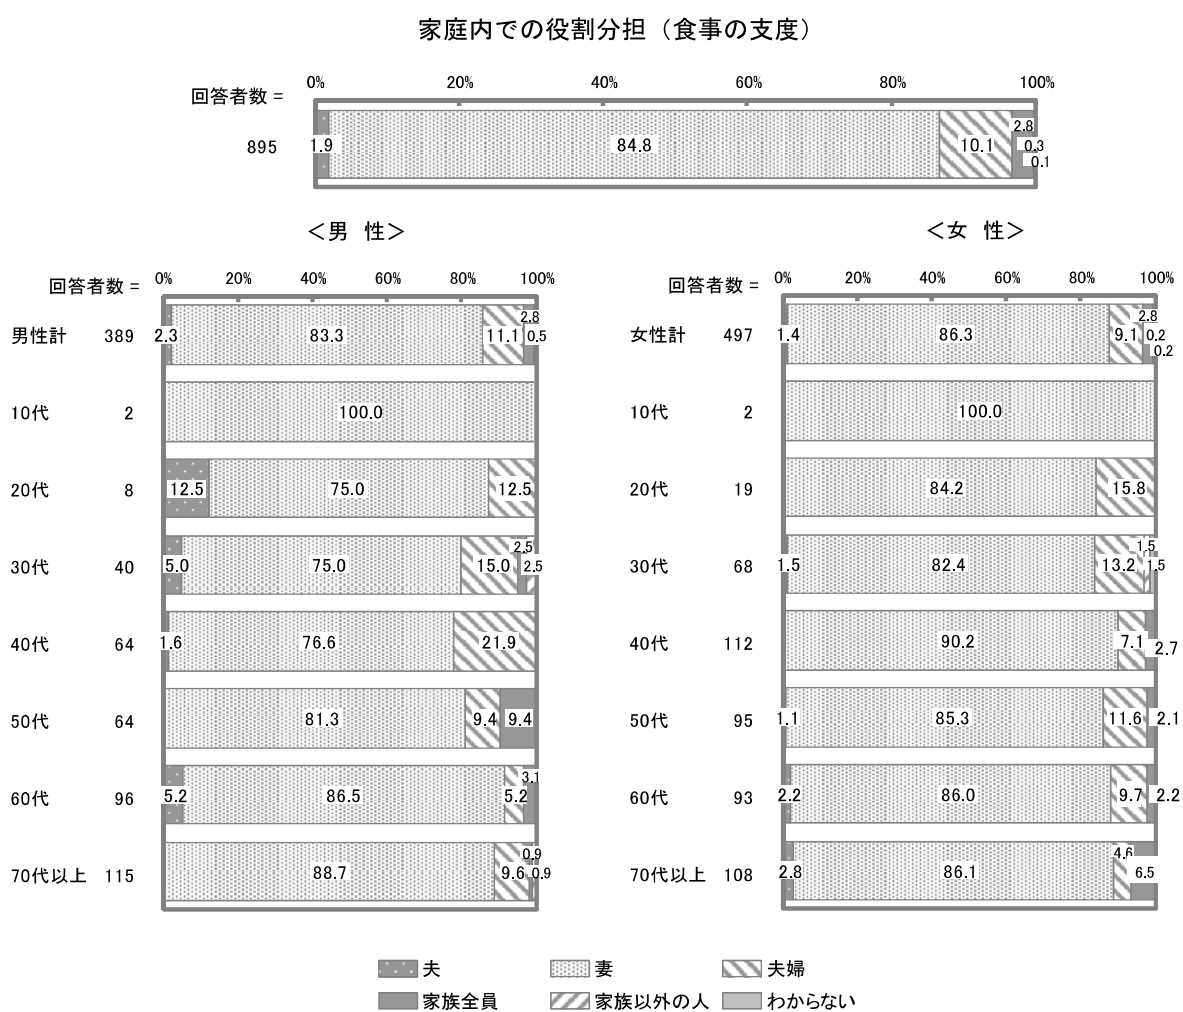 家庭内での役割分担（食事の支度）
0% 20% 40% 60% 80% 100%
回答者数 =
895 1.9 84.8 10.1 2.8 0.3 0.1
＜男 性＞
回答者数 = 0% 20% 40% 60% 80% 100%
男性計 389 2.3 83.3 11.1 2.8 0.5
10代 2 100.0
20代 8 12.5 75.0 12.5
30代 40 5.0 75.0 15.0 2.5 2.5
40代 64 1.6 76.6 21.9
50代 64 81.3 9.4 9.4
60代 96 5.2 86.5 5.2 3.1
70代以上 115 88.7 9.6 0.9 0.9
＜女 性＞
回答者数 = 0% 20% 40% 60% 80% 100%
女性計 497 1.4 86.3 9.1 2.8 0.2 0.2
10代 2 100.0
20代 19 84.2 15.8
30代 68 1.5 82.4 13.2 1.5 1.5
40代 112 90.2 7.1 2.7
50代 95 1.1 85.3 11.6 2.1
60代 93 2.2 86.0 9.7 2.2
70代以上 108 2.8 86.1 4.6 6.5
夫 妻 夫婦
家族全員 家族以外の人 わからない